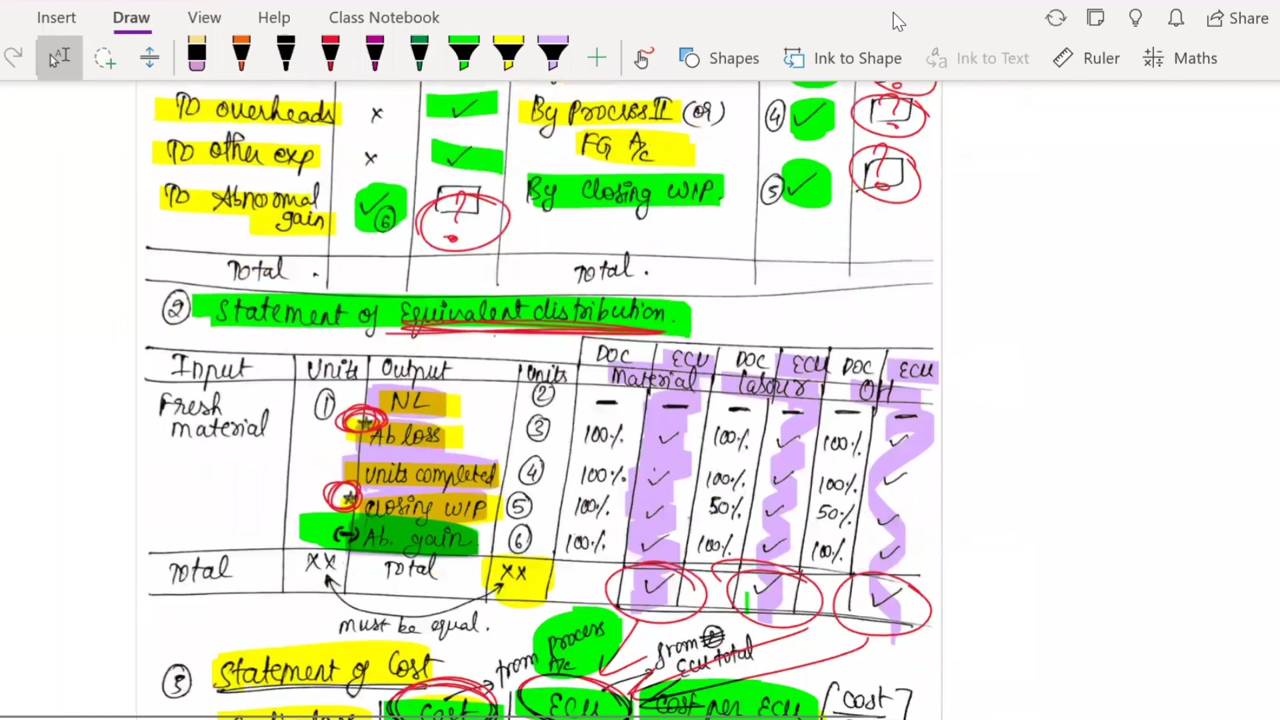 Insert Draw View Help Class Notebook Share
Shapes Ink to Shape Ink to Text Ruler Maths
To overheads x ✓ By Process II (or) ④ ✓ ?
To other exp x ✓ FG A/c
To Abnormal gain ✓ ⑥ ? By closing WIP. ⑤ ✓ ?
Total . Total .
② Statement of Equivalent distribution.
Input Units Output Units DOC ECU DOC ECU DOC ECU
Material Labour OH
Fresh material ① NL ② — — — — — —
* Ab loss ③ 100% ✓ 100% ✓ 100% ✓
units completed ④ 100% ✓ 100% ✓ 100% ✓
* closing WIP ⑤ 100% ✓ 50% ✓ 50% ✓
(-) Ab. gain ⑥ 100% ✓ 100% ✓ 100% ✓
Total xx Total xx ✓ ✓ ✓
must be equal.
from process A/c
from ECU total
③ Statement of Cost
Cost ECU Cost per ECU [Cost